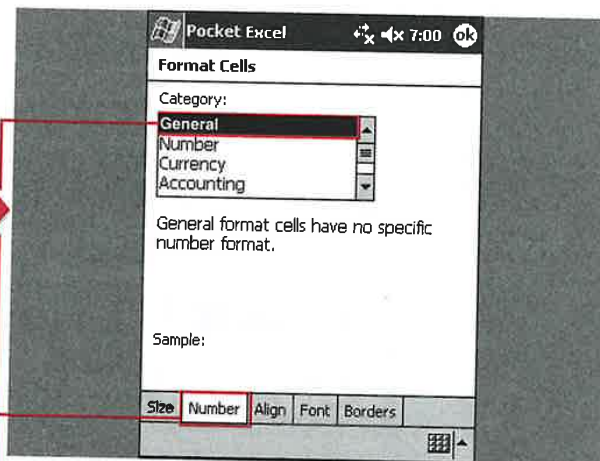 Pocket Excel 7:00 ok
Format Cells
Category:
General
Number
Currency
Accounting
General format cells have no specific
number format.
Sample:
Size Number Align Font Borders